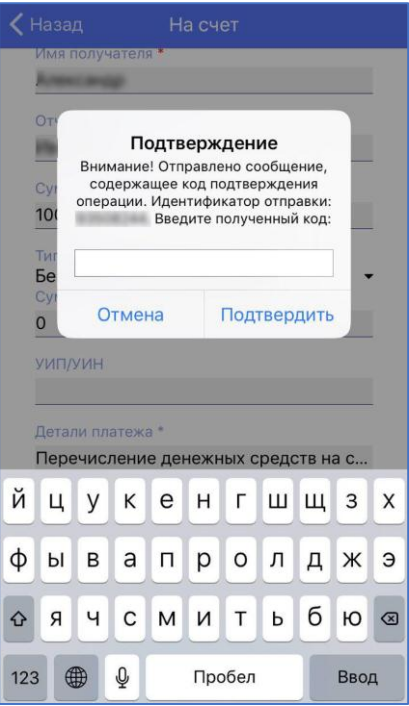 Назад
На счет
Имя получателя *
Подтверждение
Внимание! Отправлено сообщение,
содержащее код подтверждения
операции. Идентификатор отправки:
Введите полученный код:
Отмена
Подтвердить
0
УИП/УИН
Детали платежа *
Перечисление денежных средств на с...
й ц у к е н г ш щ з х
ф ы в а п р о л д ж э
я ч с м и т ь б ю
123
Пробел
Ввод